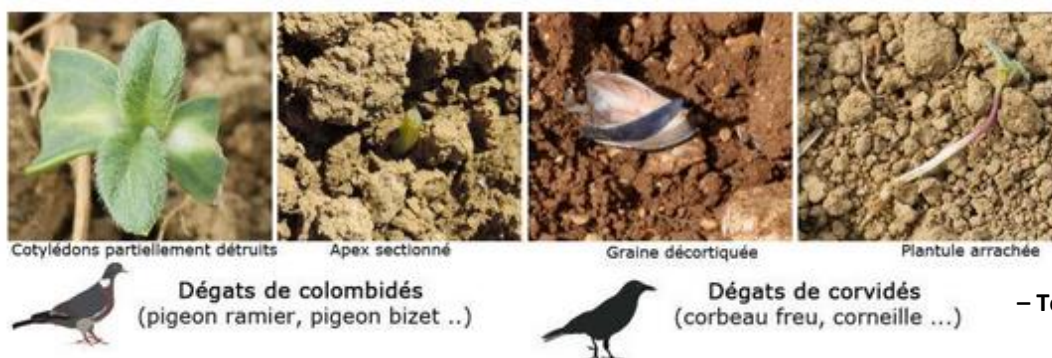 Cotylédons partiellement détruits
Apex sectionné
Graine décortiquée
Plantule arrachée
Dégats de colombidés
(pigeon ramier, pigeon bizet ..)
Dégats de corvidés
(corbeau freu, corneille ...)